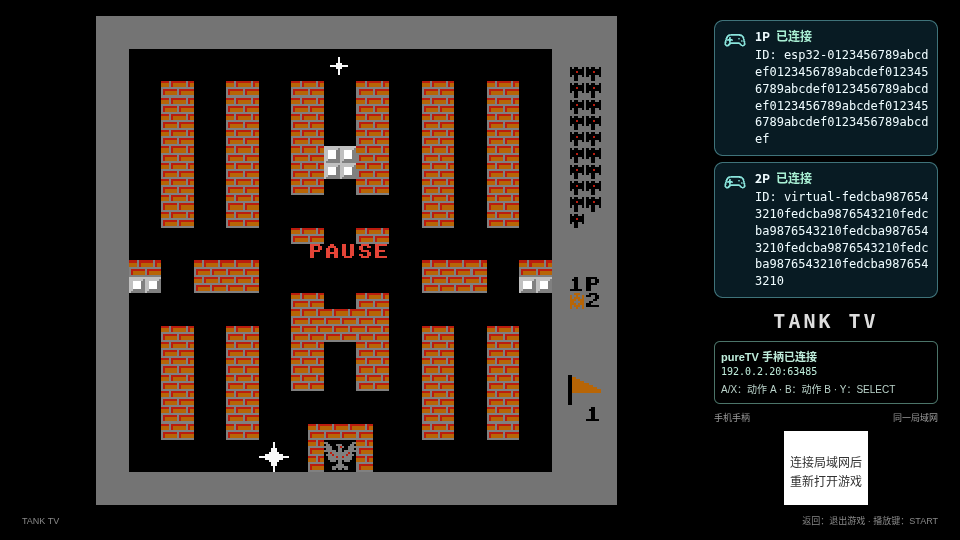 PAUSE
1P
2
1
1P 已连接
ID: esp32-0123456789abcd
ef0123456789abcdef012345
6789abcdef0123456789abcd
ef0123456789abcdef012345
6789abcdef0123456789abcd
ef
2P 已连接
ID: virtual-fedcba987654
3210fedcba9876543210fedc
ba9876543210fedcba987654
3210fedcba9876543210fedc
ba9876543210fedcba987654
3210
TANK TV
pureTV 手柄已连接
192.0.2.20:63485
A/X：动作 A · B：动作 B · Y：SELECT
手机手柄 同一局域网
连接局域网后
重新打开游戏
TANK TV
返回：退出游戏 · 播放键：START